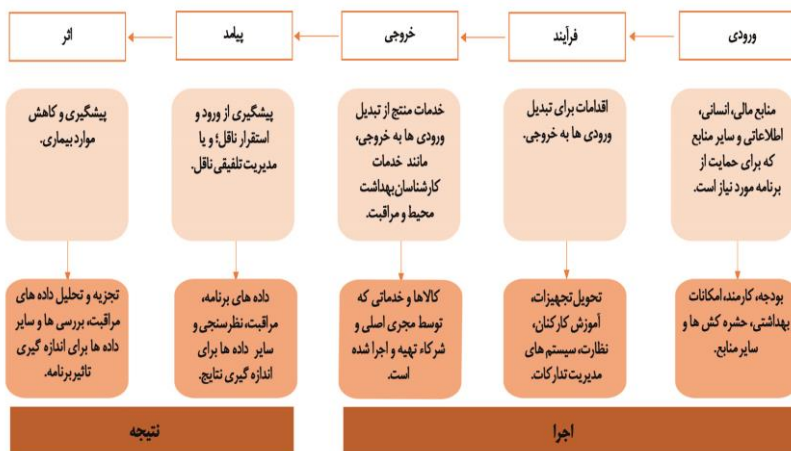 ورودی
فرآیند
خروجی
پیامد
اثر
منابع مالی، انسانی،
اطلاعاتی و سایر منابع
که برای حمایت از
برنامه مورد نیاز است.
اقدامات برای تبدیل
ورودی ها به خروجی.
خدمات منتج از تبدیل
ورودی ها به خروجی،
مانند خدمات
کارشناسان بهداشت
محیط و مراقبت.
پیشگیری از ورود و
استقرار ناقل؛ و یا
مدیریت تلفیقی ناقل.
پیشگیری و کاهش
موارد بیماری.
بودجه، کارمند، امکانات
بهداشتی، حشره کش ها و
سایر منابع.
تحویل تجهیزات،
آموزش کارکنان،
نظارت، سیستم های
مدیریت تدارکات.
کالاها و خدماتی که
توسط مجری اصلی و
شرکاء تهیه و اجرا شده
است.
داده های برنامه،
مراقبت، نظرسنجی و
سایر داده ها برای
اندازه گیری نتایج.
تجزیه و تحلیل داده های
مراقبت، بررسی ها و سایر
داده ها برای اندازه گیری
تاثیر برنامه.
اجرا
نتیجه